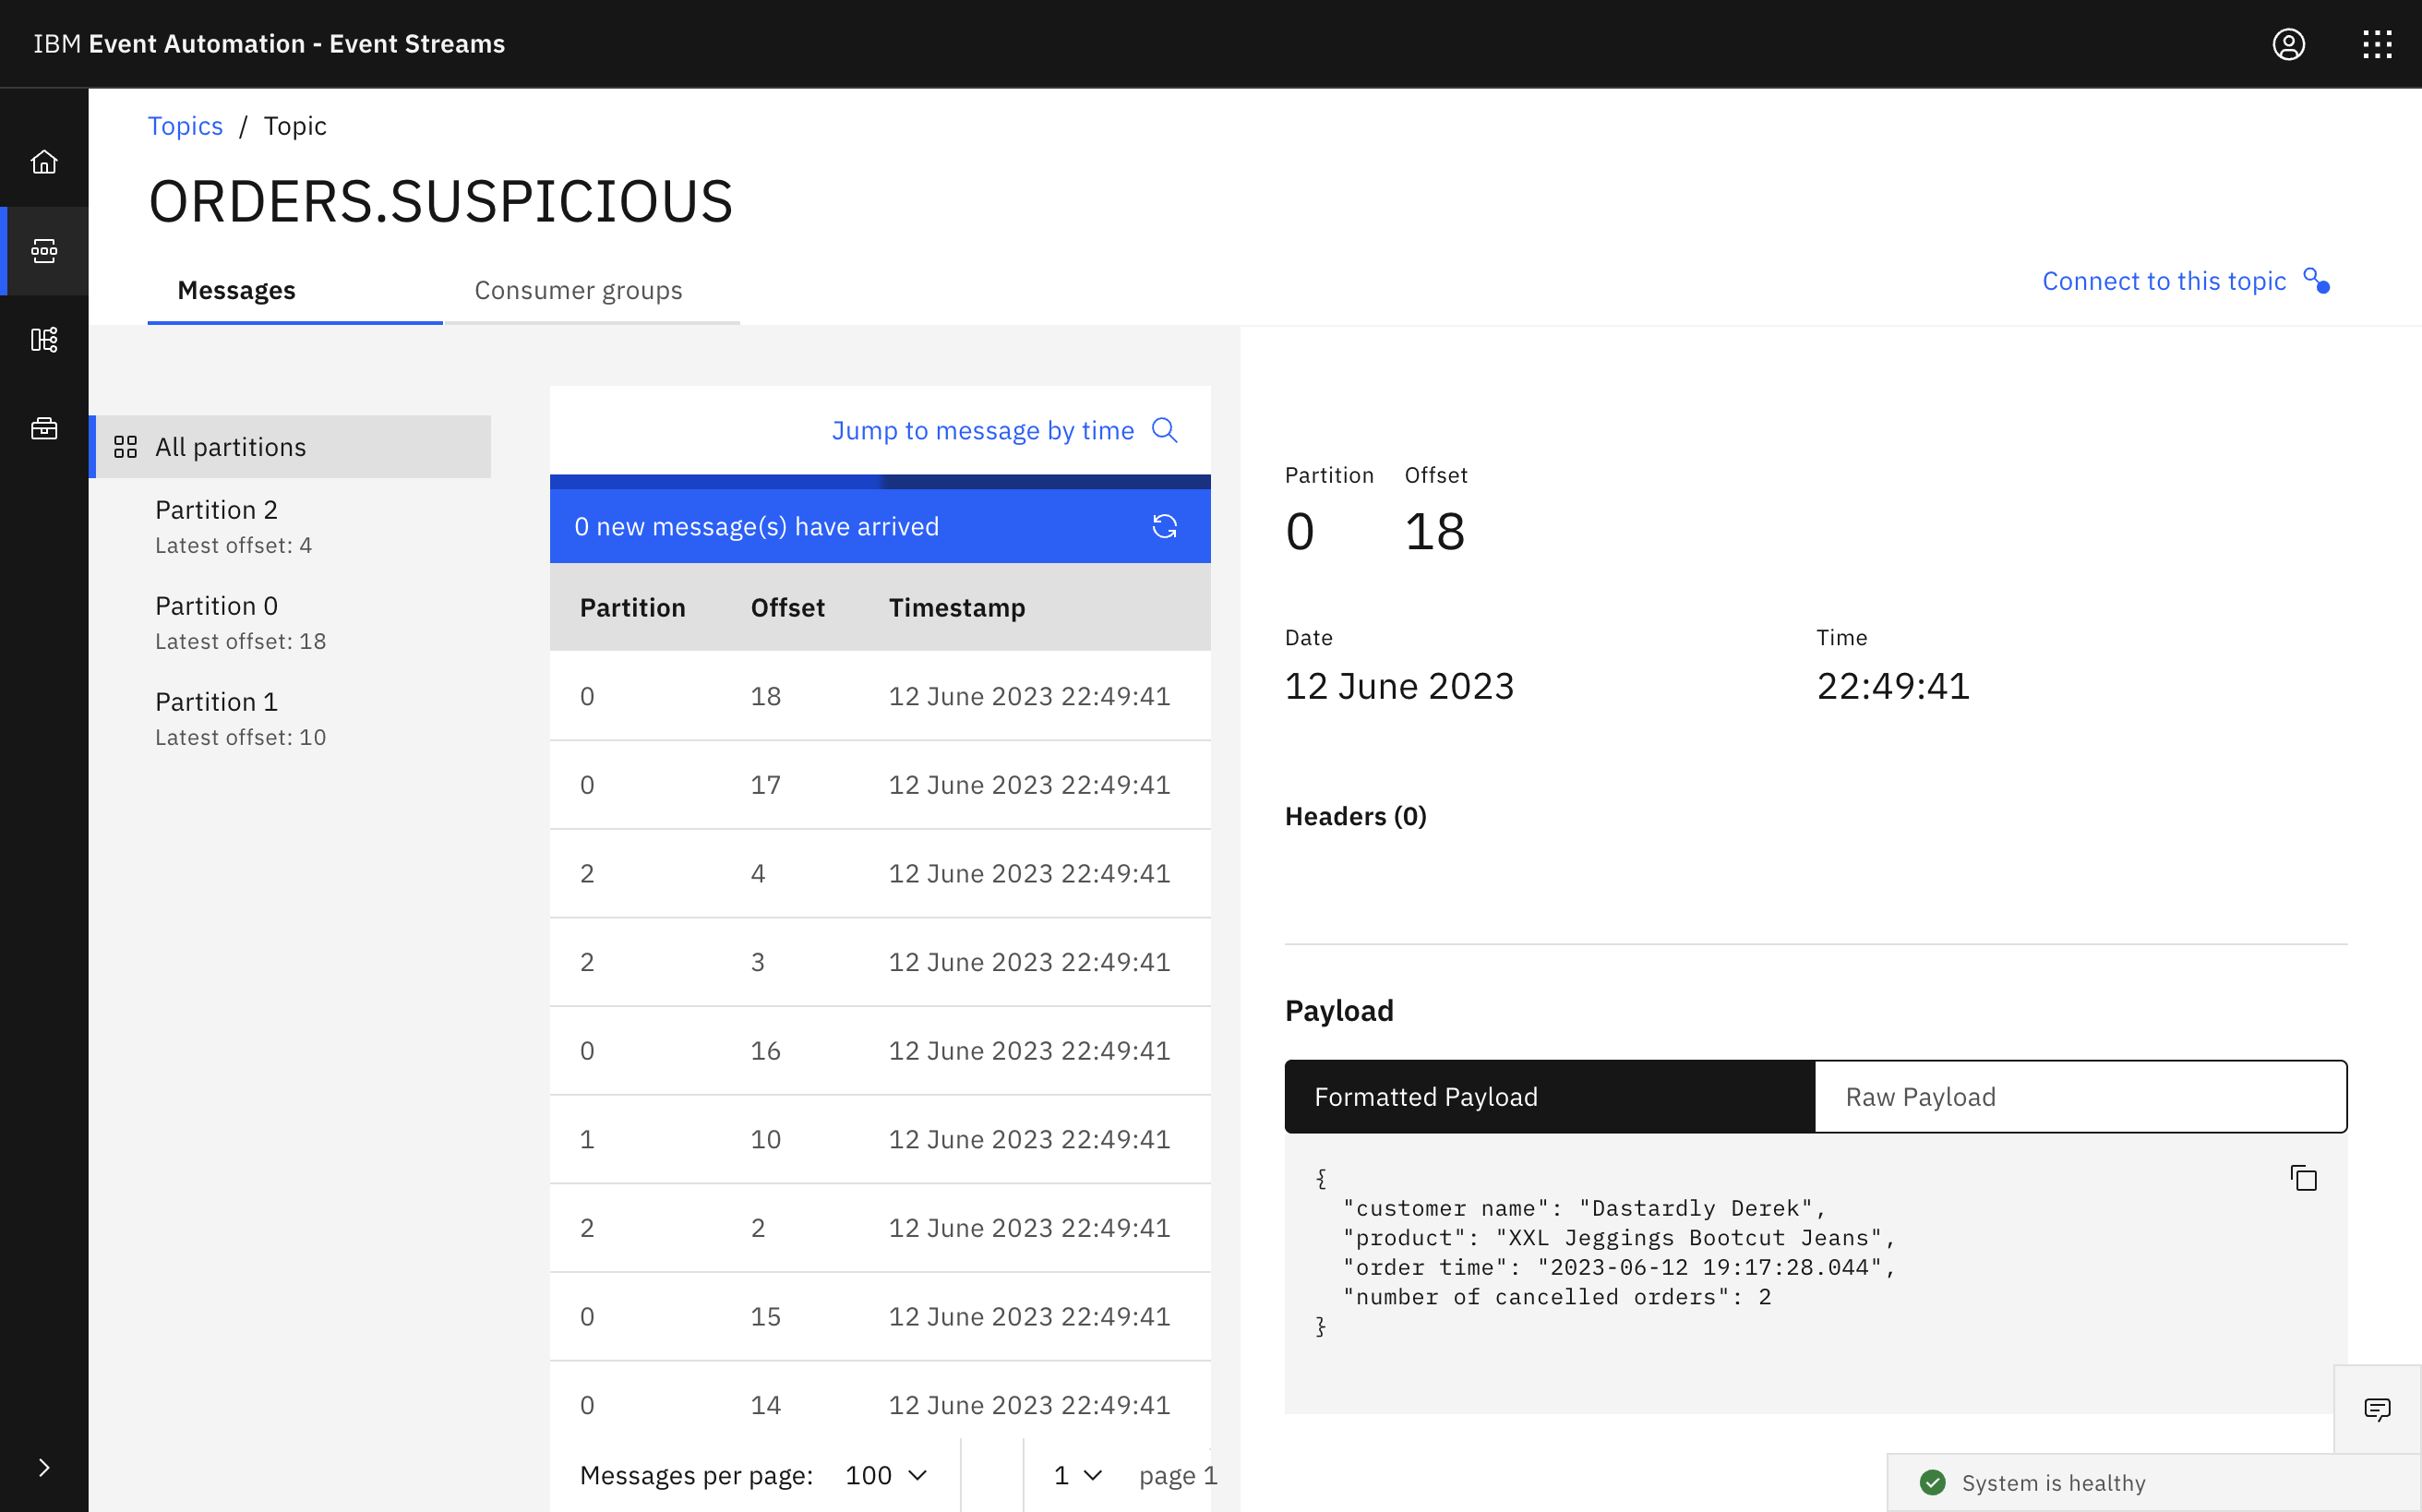 IBM Event Automation - Event Streams
Topics / Topic
ORDERS.SUSPICIOUS
Messages
Consumer groups
Connect to this topic
All partitions
Partition 2
Latest offset: 4
Partition 0
Latest offset: 18
Partition 1
Latest offset: 10
Jump to message by time
0 new message(s) have arrived
Partition Offset Timestamp
0 18 12 June 2023 22:49:41
0 17 12 June 2023 22:49:41
2 4 12 June 2023 22:49:41
2 3 12 June 2023 22:49:41
0 16 12 June 2023 22:49:41
1 10 12 June 2023 22:49:41
2 2 12 June 2023 22:49:41
0 15 12 June 2023 22:49:41
0 14 12 June 2023 22:49:41
Messages per page: 100 1 page 1
Partition Offset
0 18
Date Time
12 June 2023 22:49:41
Headers (0)
Payload
Formatted Payload Raw Payload
{
"customer name": "Dastardly Derek",
"product": "XXL Jeggings Bootcut Jeans",
"order time": "2023-06-12 19:17:28.044",
"number of cancelled orders": 2
}
System is healthy